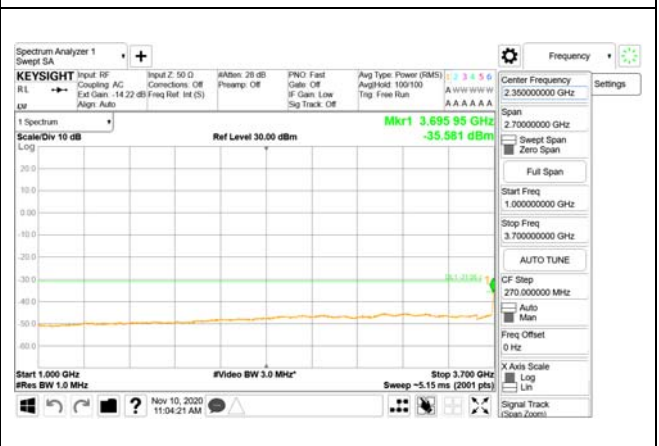 Spectrum Analyzer 1
Swept SA
Frequency
KEYSIGHT
RL
Input: RF
Coupling: AC
Ext Gain: -14.22 dB
Align: Auto
Input Z: 50 Ω
Corrections: Off
Freq Ref: Int (S)
#Atten: 28 dB
Preamp: Off
PNO: Fast
Gate: Off
IF Gain: Low
Sig Track: Off
Avg Type: Power (RMS)
Avg|Hold: 100/100
Trig: Free Run
1 2 3 4 5 6
A W W W W W
A A A A A A
1 Spectrum
Scale/Div 10 dB
Log
Ref Level 30.00 dBm
Mkr1 3.695 95 GHz
-35.581 dBm
20.0
10.0
0.00
-10.0
-20.0
-30.0
-40.0
-50.0
-60.0
1
Start 1.000 GHz
#Res BW 1.0 MHz
#Video BW 3.0 MHz*
Stop 3.700 GHz
Sweep ~5.15 ms (2001 pts)
Nov 10, 2020
11:04:21 AM
Center Frequency
2.350000000 GHz
Settings
Span
2.70000000 GHz
Swept Span
Zero Span
Full Span
Start Freq
1.000000000 GHz
Stop Freq
3.700000000 GHz
AUTO TUNE
CF Step
270.000000 MHz
Auto
Man
Freq Offset
0 Hz
X Axis Scale
Log
Lin
Signal Track
(Span Zoom)